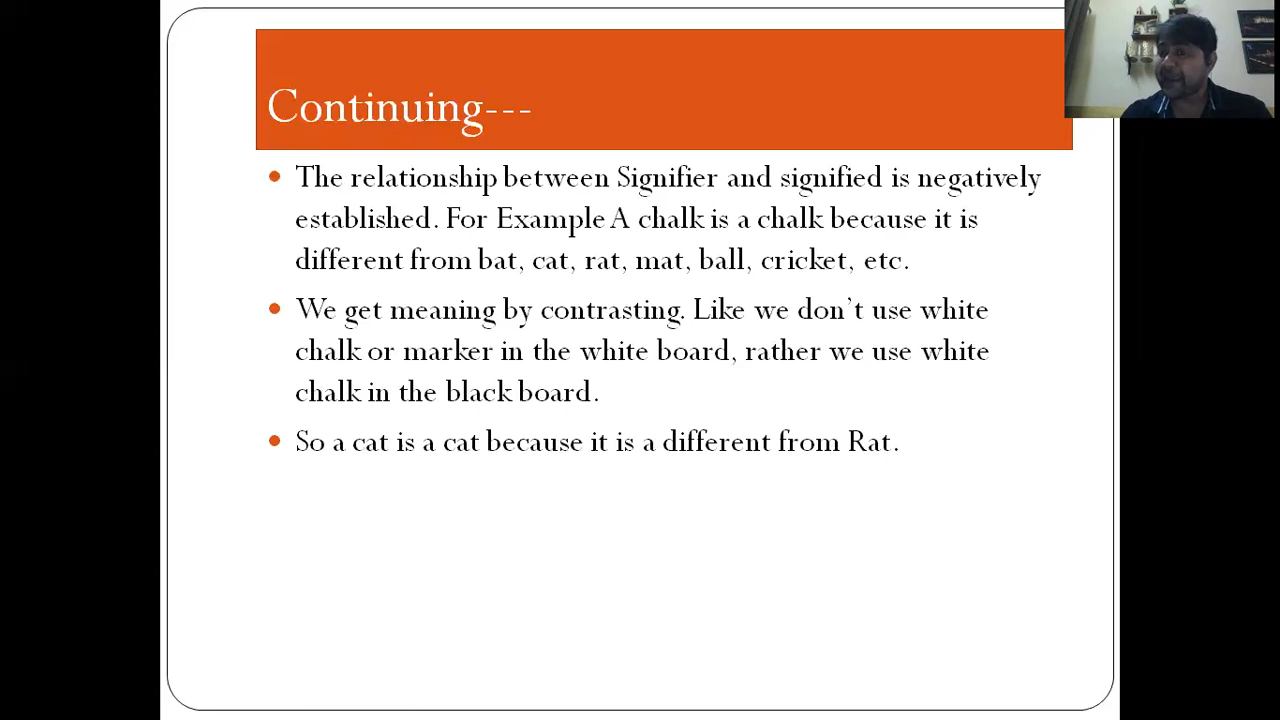 Continuing---
The relationship between Signifier and signified is negatively
established. For Example A chalk is a chalk because it is
different from bat, cat, rat, mat, ball, cricket, etc.
We get meaning by contrasting. Like we don’t use white
chalk or marker in the white board, rather we use white
chalk in the black board.
So a cat is a cat because it is a different from Rat.